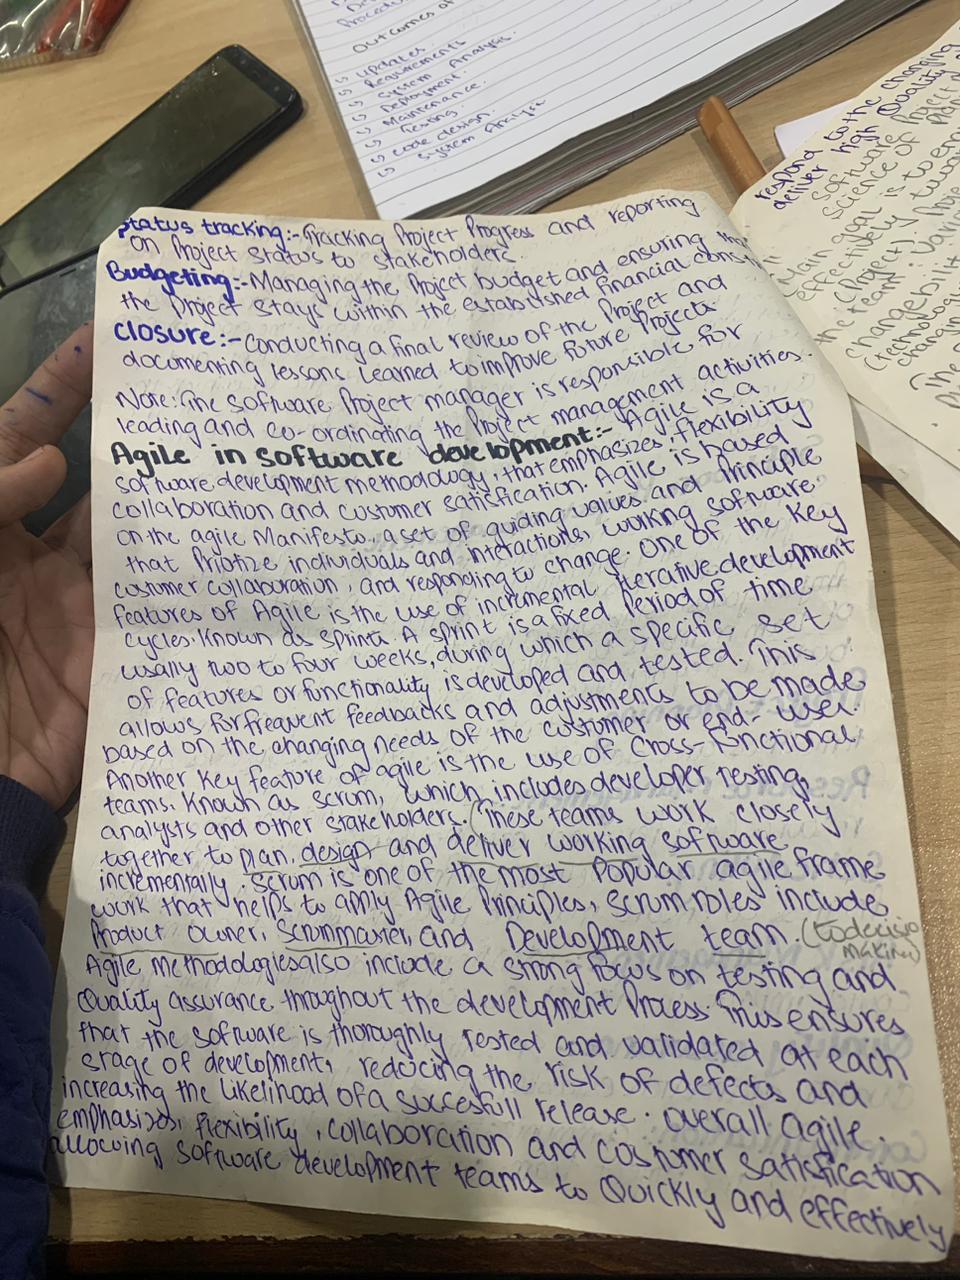 Outcomes of
↳ Updates
↳ Requirements
↳ System Analysis.
Deployment.
↳ Maintenance.
↳ Testing.
↳ Code design.
↳ System Analysis
Status tracking:- Tracking Project Progress and reporting
on Project status to stakeholders.
Budgeting:- Managing the Project budget and ensuring
the Project stays within the established financial
Closure:- Conducting a final review of the Project and
documenting lessons learned to improve future Projects.
Note: The software Project manager is responsible for
leading and co-ordinating the Project management activities.
Agile in software development:- Agile is a
software development methodology, that emphasizes, flexibility
collaboration and customer satisfication. Agile is based
on the agile Manifesto, a set of guiding values and Principle
that Priotize individuals and interactions, working software
costumer collaboration, and responding to change. One of the key
features of Agile is the use of incremental, iterative development
cycles. Known as sprints. A sprint is a fixed Period of time
usally two to four weeks, during which a specific set
of features or functionality is developed and tested. This
allows for frequent feedbacks and adjustments to be made
based on the changing needs of the customer or end-user.
Another key feature of agile is the use of cross-functional
teams. Known as scrum, which includes developer testing,
analysts and other stakeholders. (These teams work closely
together to plan, design and deliver working software
incrementally. Scrum is one of the most Popular agile frame
work that helps to apply Agile Principles, Scrum roles include
Product Owner, Scrummaster, and Development team. (to decisio
making)
Agile methodologies also include a strong focus on testing and
Quality assurance throughout the development Process. This ensures
that the software is thoroughly tested and validated at each
stage of development, reducing the risk of defects and
increasing the likelihood of a succesfull release. Overall agile.
emphasizes, flexibility, collaboration and costumer satisfication
allowing software development teams to Quickly and effectively
respond to the changing
deliver high Quality
software Project
science of
Main goal is to
effectively
(the Project), two
the team). various
changebility
(technology